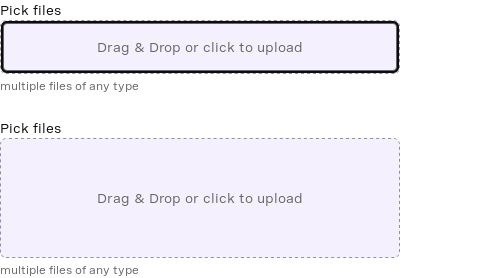 Pick files
Drag & Drop or click to upload
multiple files of any type
Pick files
Drag & Drop or click to upload
multiple files of any type